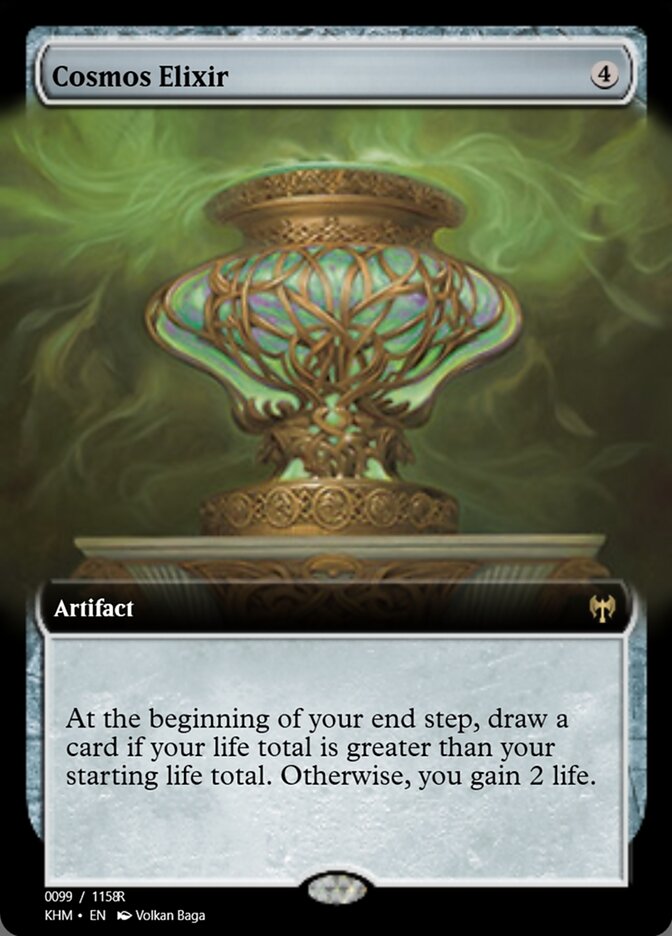 Cosmos Elixir
4
Artifact
At the beginning of your end step, draw a
card if your life total is greater than your
starting life total. Otherwise, you gain 2 life.
0099 / 1158R
KHM • EN Volkan Baga